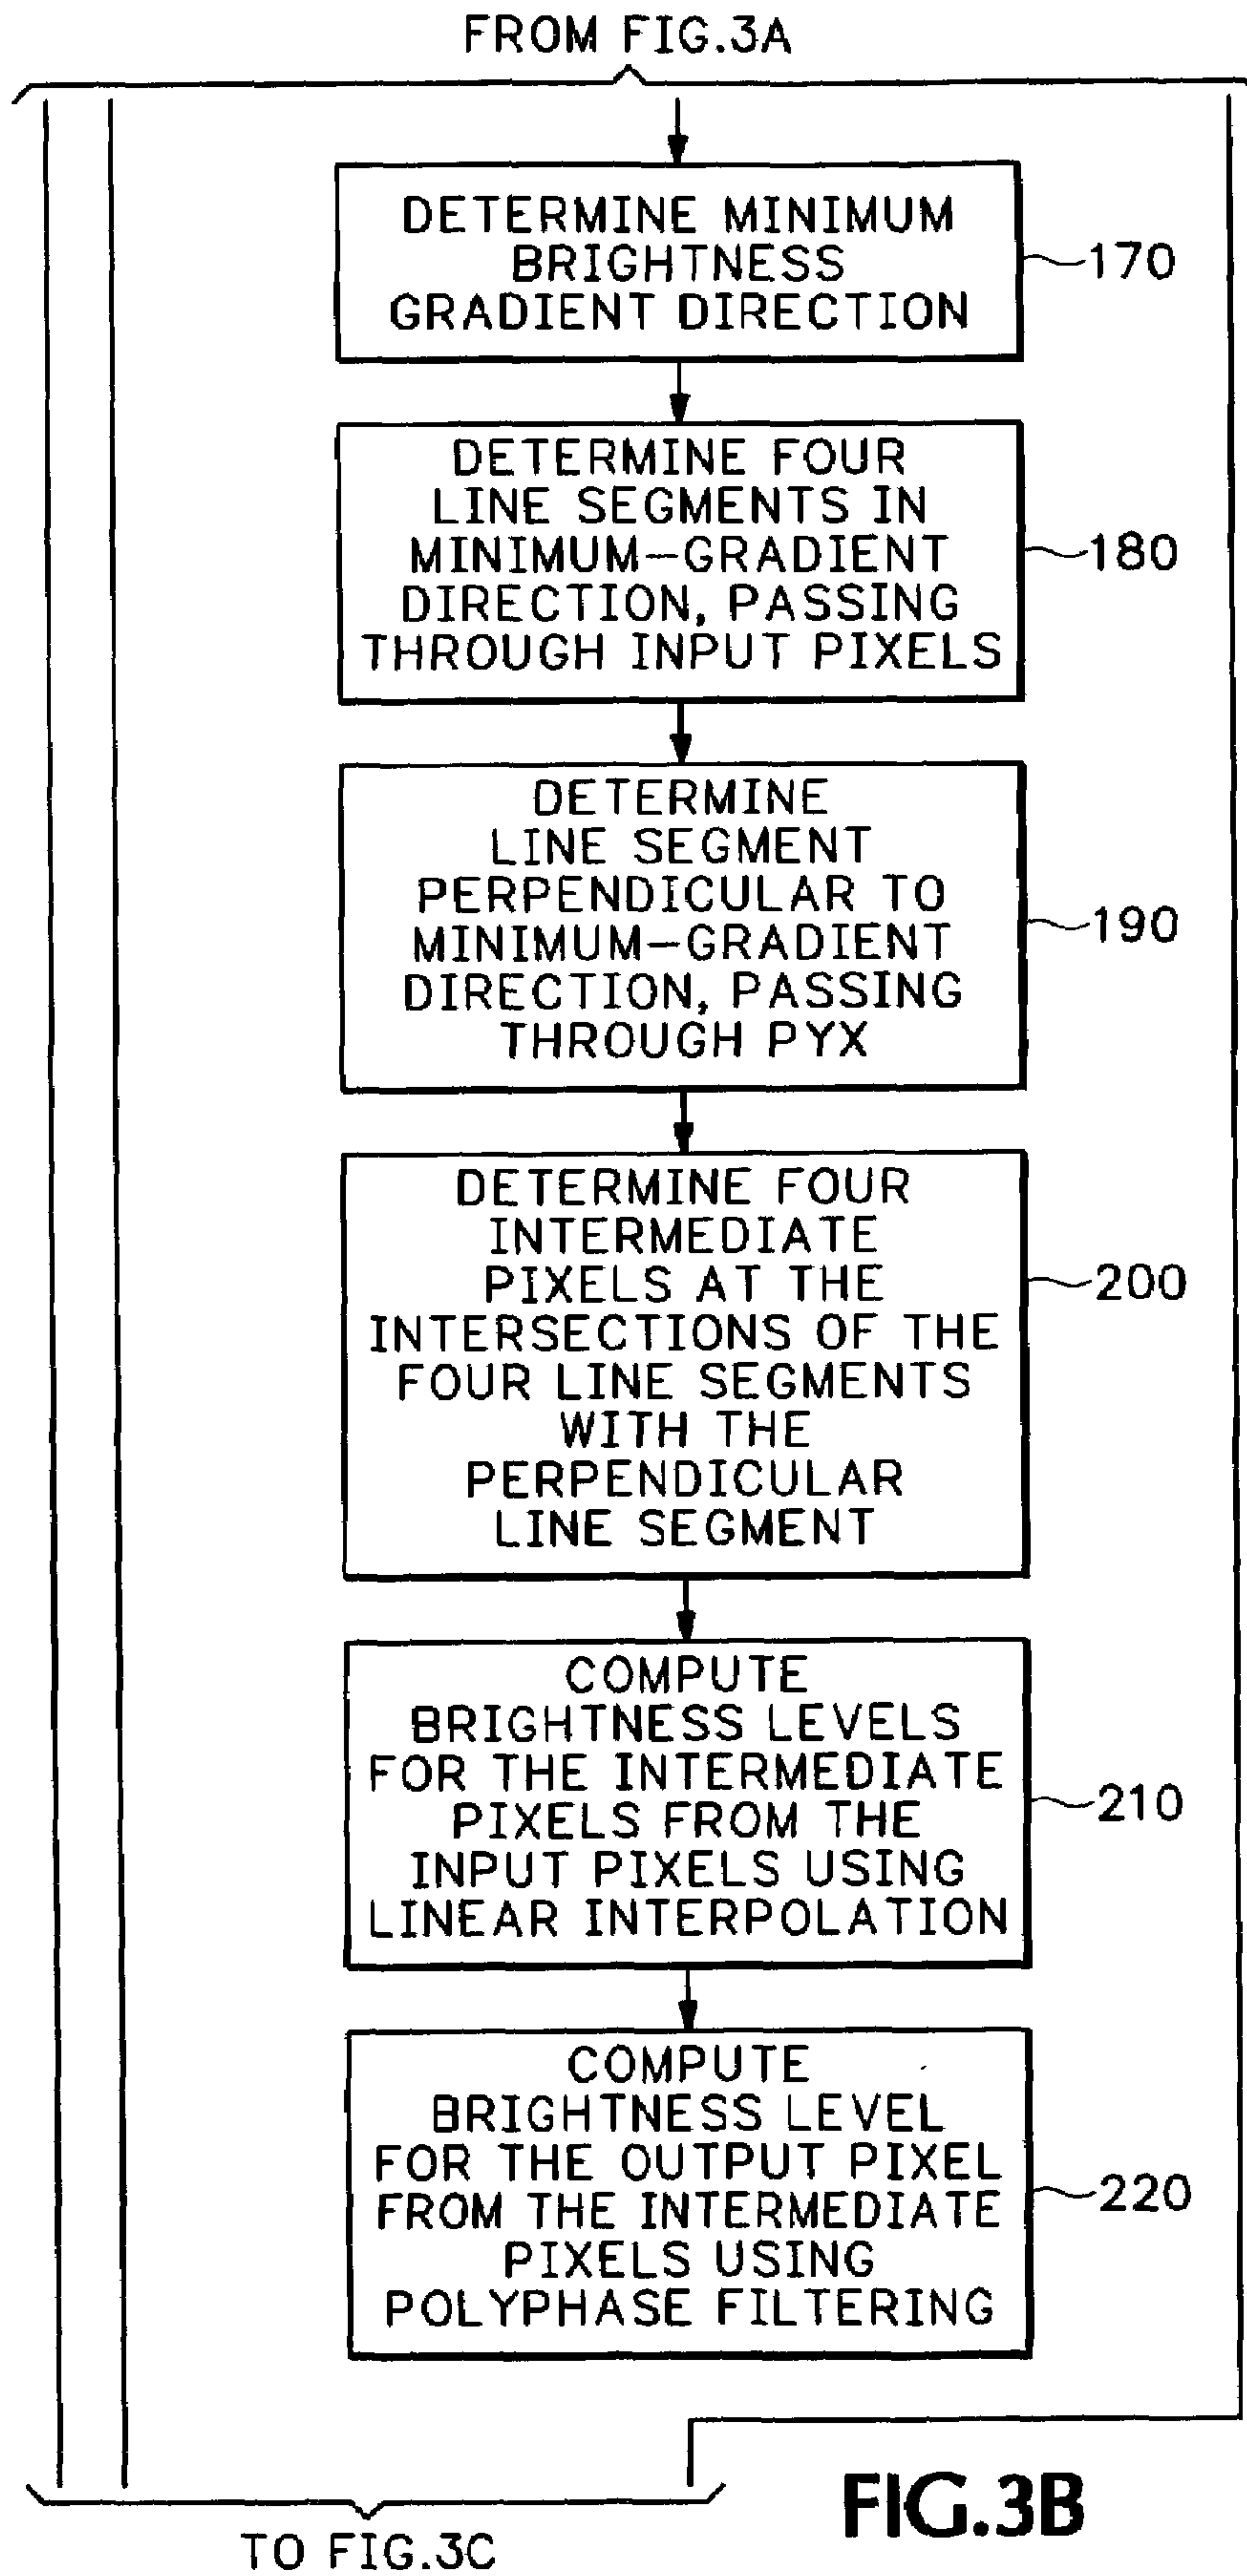 FROM FIG.3A
DETERMINE MINIMUM
BRIGHTNESS
GRADIENT DIRECTION
170
DETERMINE FOUR
LINE SEGMENTS IN
MINIMUM-GRADIENT
DIRECTION, PASSING
THROUGH INPUT PIXELS
180
DETERMINE
LINE SEGMENT
PERPENDICULAR TO
MINIMUM-GRADIENT
DIRECTION, PASSING
THROUGH PYX
190
DETERMINE FOUR
INTERMEDIATE
PIXELS AT THE
INTERSECTIONS OF THE
FOUR LINE SEGMENTS
WITH THE
PERPENDICULAR
LINE SEGMENT
200
COMPUTE
BRIGHTNESS LEVELS
FOR THE INTERMEDIATE
PIXELS FROM THE
INPUT PIXELS USING
LINEAR INTERPOLATION
210
COMPUTE
BRIGHTNESS LEVEL
FOR THE OUTPUT PIXEL
FROM THE INTERMEDIATE
PIXELS USING
POLYPHASE FILTERING
220
FIG.3B
TO FIG.3C